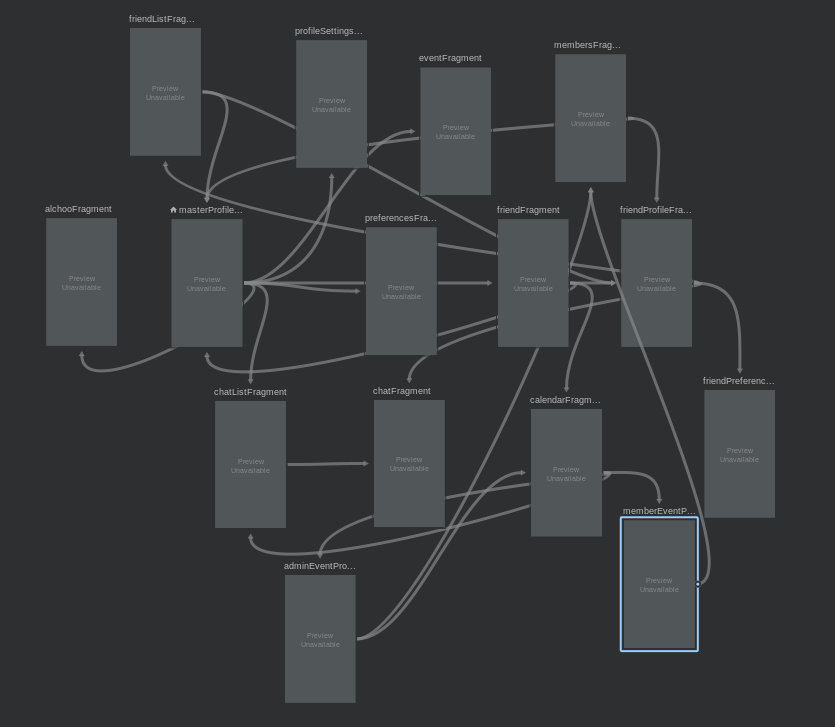 friendListFrag...
Preview
Unavailable
profileSettings...
Preview
Unavailable
eventFragment
Preview
Unavailable
membersFrag...
Preview
Unavailable
alchooFragment
Preview
Unavailable
masterProfile...
Preview
Unavailable
preferencesFra...
Preview
Unavailable
friendFragment
Preview
Unavailable
friendProfileFra...
Preview
Unavailable
chatListFragment
Preview
Unavailable
chatFragment
Preview
Unavailable
calendarFragm...
Preview
Unavailable
friendPreferenc...
Preview
Unavailable
adminEventPro...
Preview
Unavailable
memberEventP...
Preview
Unavailable